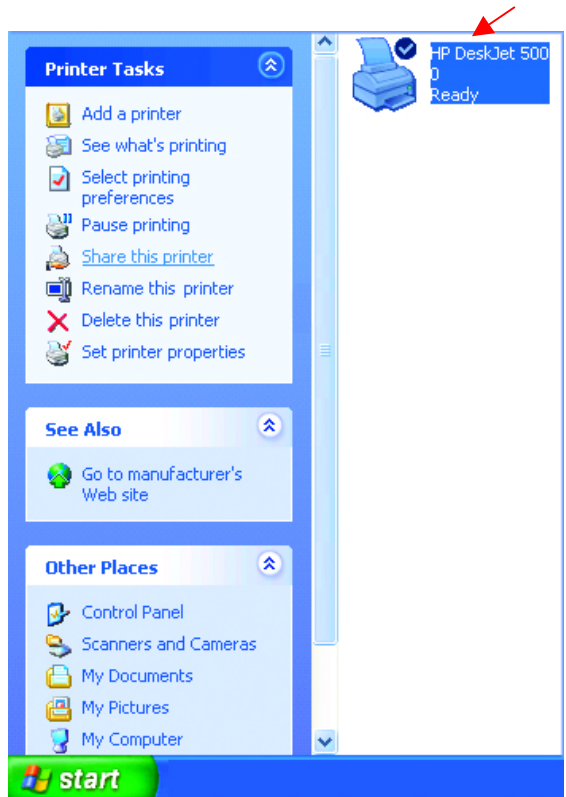 Printer Tasks
Add a printer
See what's printing
Select printing
preferences
Pause printing
Share this printer
Rename this printer
Delete this printer
Set printer properties
See Also
Go to manufacturer's
Web site
Other Places
Control Panel
Scanners and Cameras
My Documents
My Pictures
My Computer
HP DeskJet 500
0
Ready
start